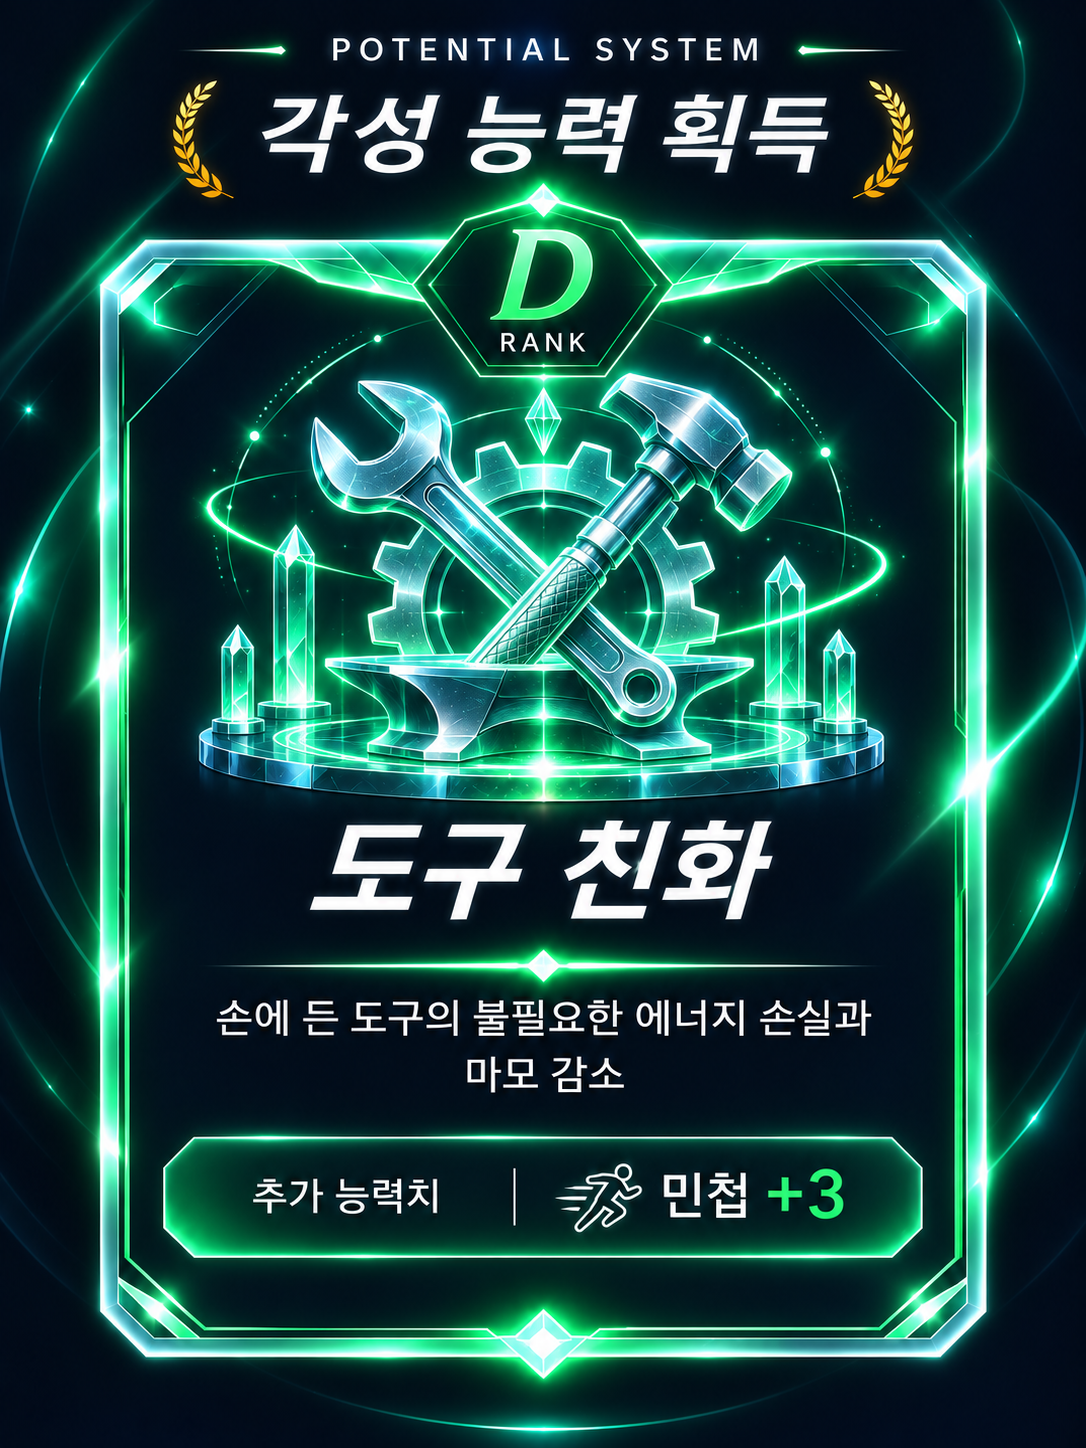 POTENTIAL SYSTEM
각성 능력 획득
D
RANK
도구 친화
손에 든 도구의 불필요한 에너지 손실과
마모 감소
추가 능력치 민첩 +3